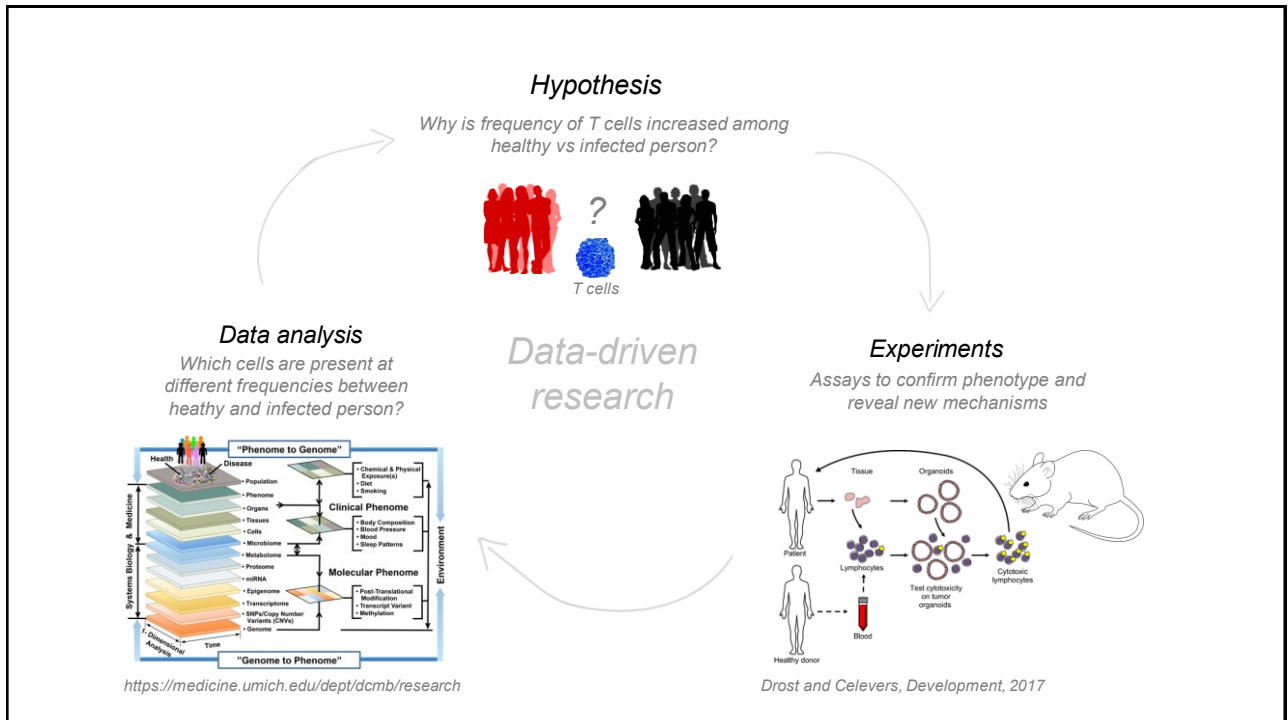 Hypothesis
Why is frequency of T cells increased among
healthy vs infected person?
?
T cells
Data analysis
Which cells are present at
different frequencies between
heathy and infected person?
Data-driven
research
Experiments
Assays to confirm phenotype and
reveal new mechanisms
"Phenome to Genome"
Health
Disease
• Population
• Phenome
• Organs
• Tissues
• Cells
• Microbiome
• Metabolome
• Proteome
• miRNA
• Epigenome
• Transcriptome
• SNPs/Copy Number
Variants (CNVs)
• Genome
Systems Biology & Medicine
1- Dimensional
Analysis
Time
• Chemical & Physical
Exposure(s)
• Diet
• Smoking
Clinical Phenome
• Body Composition
• Blood Pressure
• Mood
• Sleep Patterns
Molecular Phenome
• Post-Translational
Modification
• Transcript Variant
• Methylation
Environment
"Genome to Phenome"
https://medicine.umich.edu/dept/dcmb/research
Tissue
Organoids
Patient
Lymphocytes
Test cytotoxicity
on tumor
organoids
Cytotoxic
lymphocytes
Blood
Healthy donor
Drost and Celevers, Development, 2017